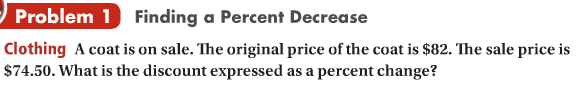 Problem 1 Finding a Percent Decrease
Clothing A coat is on sale. The original price of the coat is $82. The sale price is
$74.50. What is the discount expressed as a percent change?